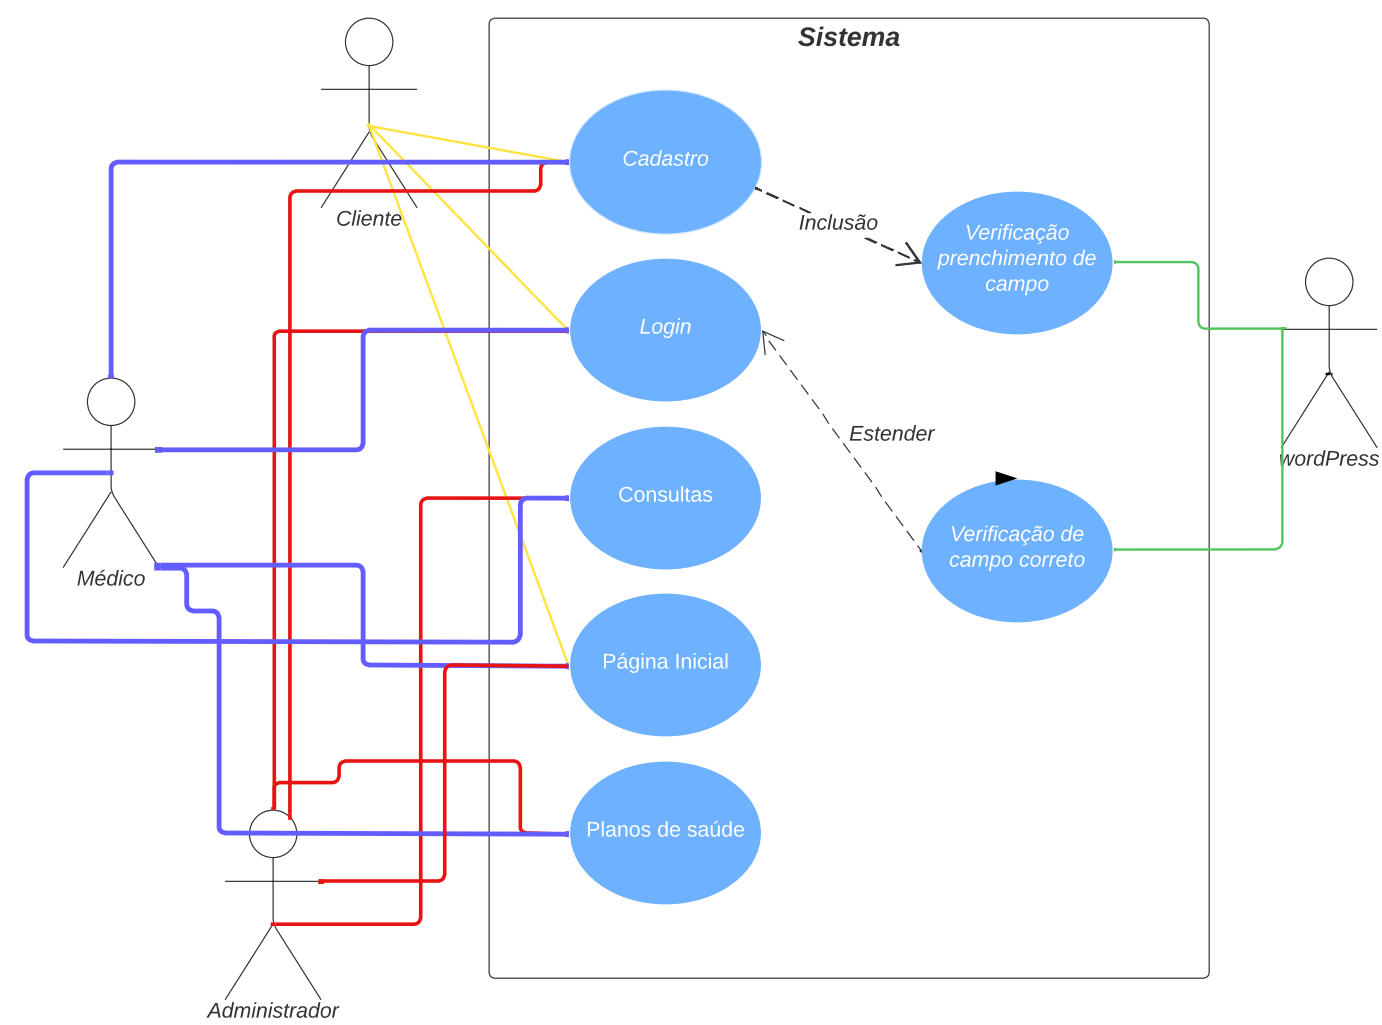 Sistema
Cadastro
Cliente
Inclusão
Verificação
prenchimento de
campo
Login
Estender
wordPress
Consultas
Verificação de
campo correto
Médico
Página Inicial
Planos de saúde
Administrador